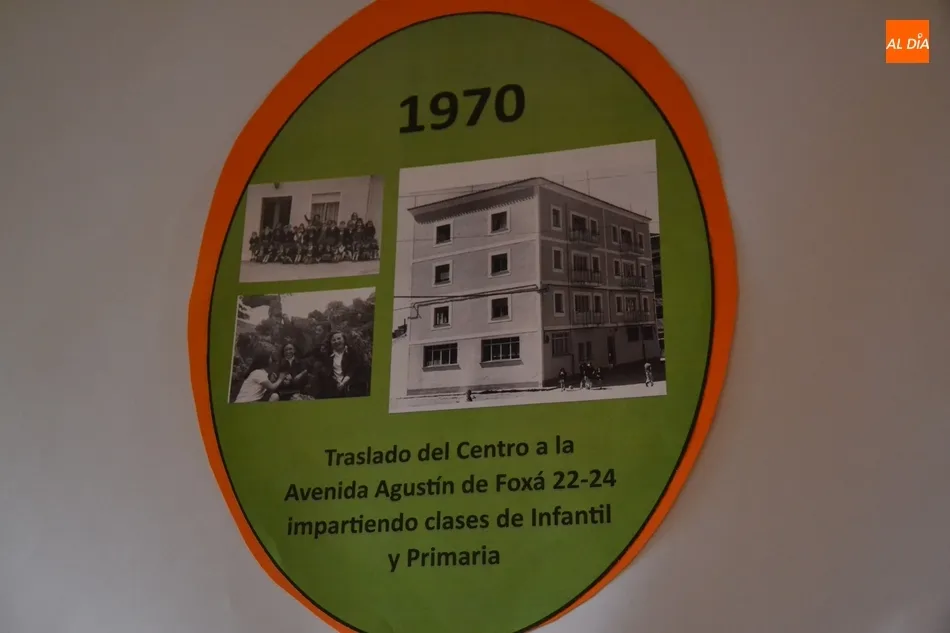 AL DÍA
1970
Traslado del Centro a la
Avenida Agustín de Foxá 22-24
impartiendo clases de Infantil
y Primaria